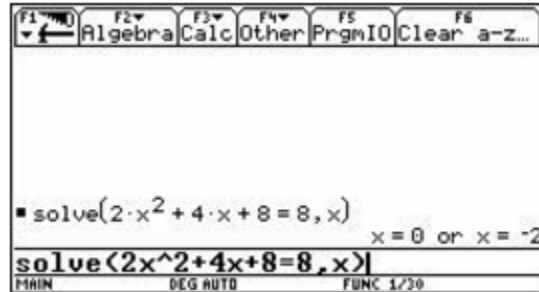 F1 F2 F3 F4 F5 F6
Algebra Calc Other PrgmIO Clear a-z...
■ solve(2·x² + 4·x + 8 = 8, x)
x = 0 or x = ⁻2
solve(2x^2+4x+8=8,x)
MAIN DEG AUTO FUNC 1/30